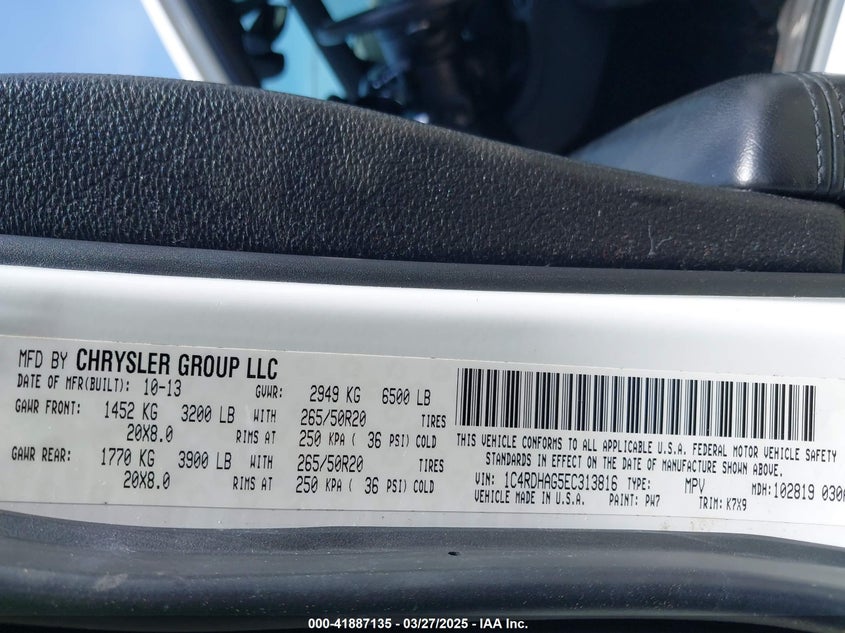 MFD BY CHRYSLER GROUP LLC
DATE OF MFR(BUILT): 10-13 GVWR: 2949 KG 6500 LB
GAWR FRONT: 1452 KG 3200 LB WITH 265/50R20 TIRES
20X8.0 RIMS AT 250 KPA ( 36 PSI) COLD
GAWR REAR: 1770 KG 3900 LB WITH 265/50R20 TIRES
20X8.0 RIMS AT 250 KPA ( 36 PSI) COLD
THIS VEHICLE CONFORMS TO ALL APPLICABLE U.S.A. FEDERAL MOTOR VEHICLE SAFETY
STANDARDS IN EFFECT ON THE DATE OF MANUFACTURE SHOWN ABOVE.
VIN: 1C4RDHAG5EC313816 TYPE: MPV MDH: 102819 0306
VEHICLE MADE IN U.S.A. PAINT: PW7 TRIM: K7X9
000-41887135 - 03/27/2025 - © IAA Inc.